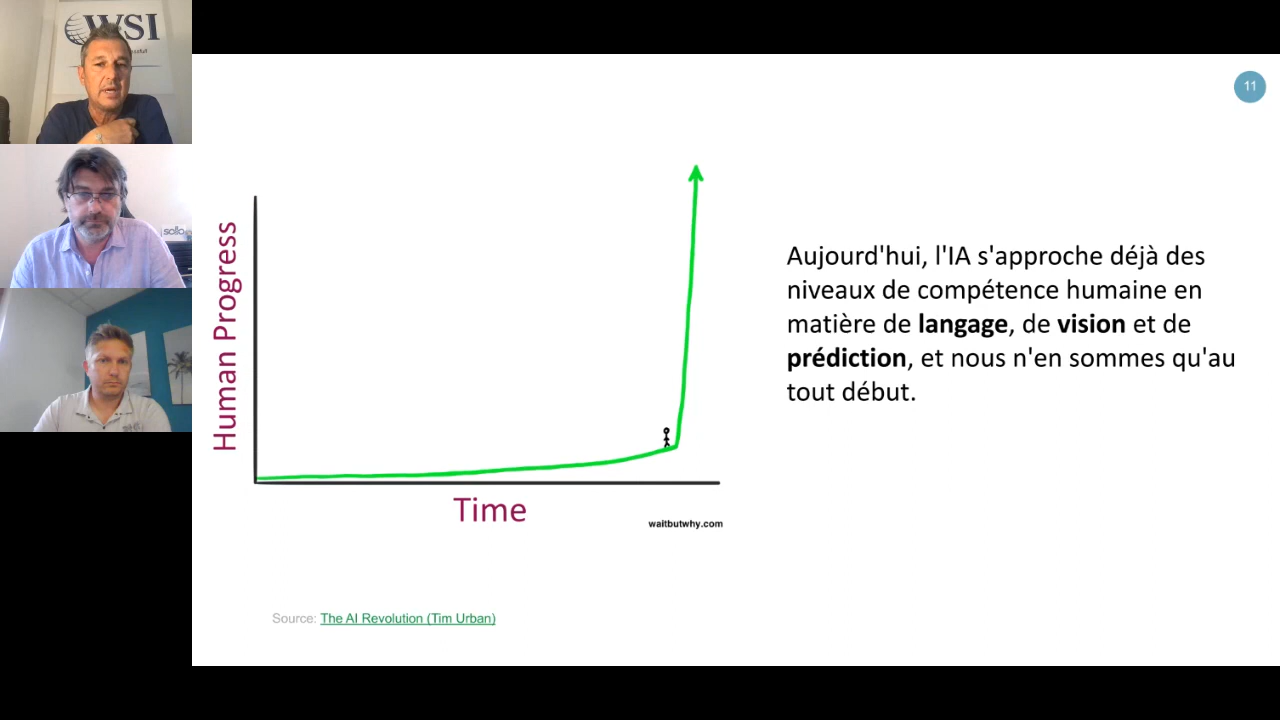 WSI
sollo
11
Human Progress
Time
waitbutwhy.com
Aujourd'hui, l'IA s'approche déjà des
niveaux de compétence humaine en
matière de langage, de vision et de
prédiction, et nous n'en sommes qu'au
tout début.
Source: The AI Revolution (Tim Urban)